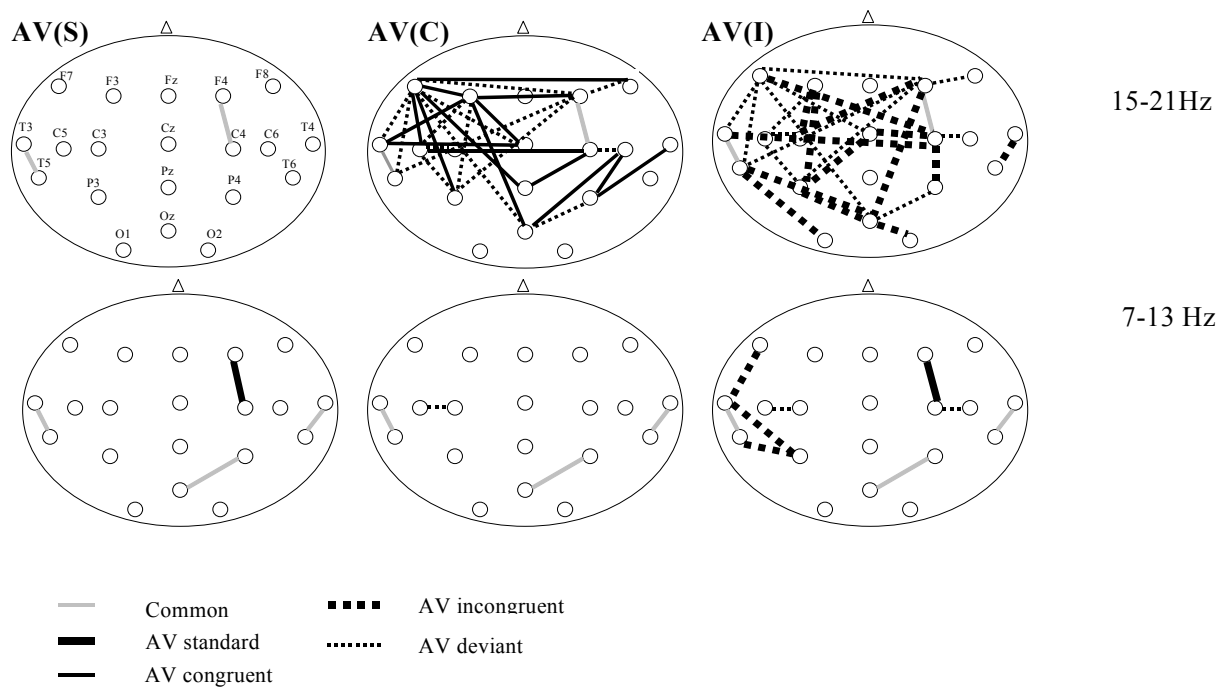 AV(S) AV(C) AV(I)
F7 F3 Fz F4 F8
15-21Hz
T3 C5 C3 Cz C4 C6 T4
T5 T6
P3 Pz P4
Oz
O1 O2
7-13 Hz
Common AV incongruent
AV standard AV deviant
AV congruent